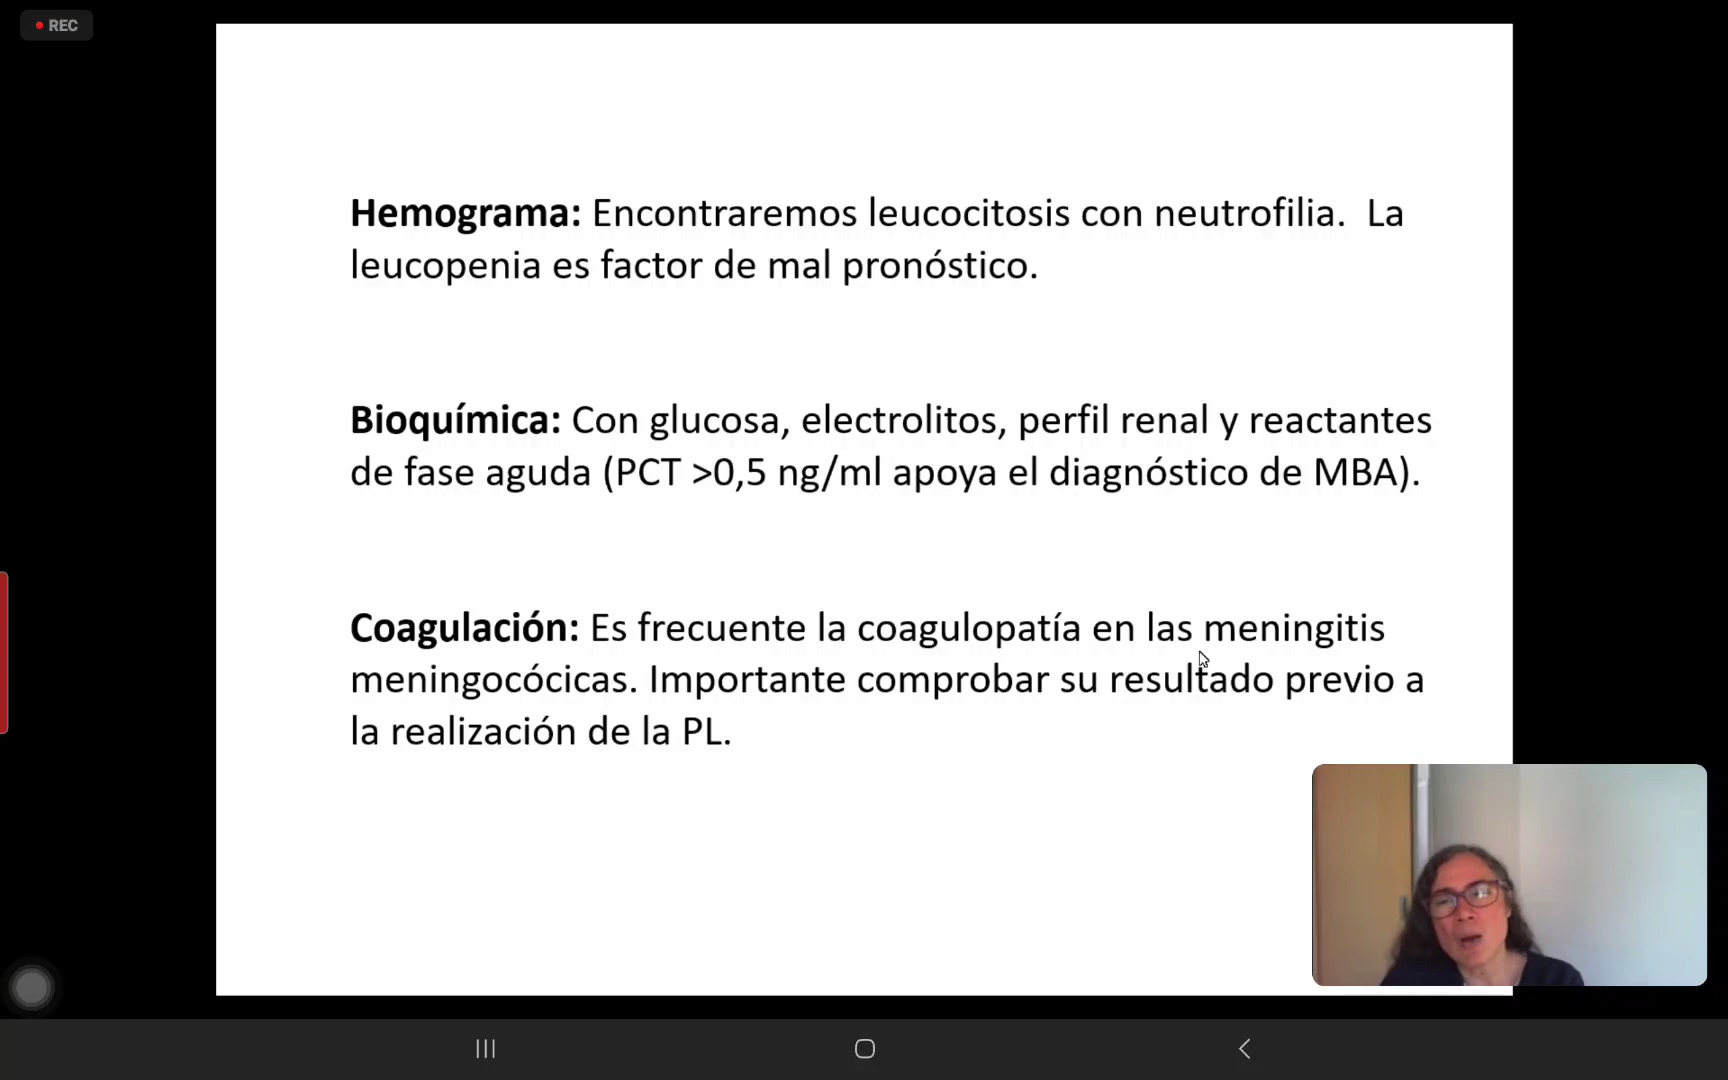 REC
Hemograma: Encontraremos leucocitosis con neutrofilia. La
leucopenia es factor de mal pronóstico.
Bioquímica: Con glucosa, electrolitos, perfil renal y reactantes
de fase aguda (PCT >0,5 ng/ml apoya el diagnóstico de MBA).
Coagulación: Es frecuente la coagulopatía en las meningitis
meningocócicas. Importante comprobar su resultado previo a
la realización de la PL.